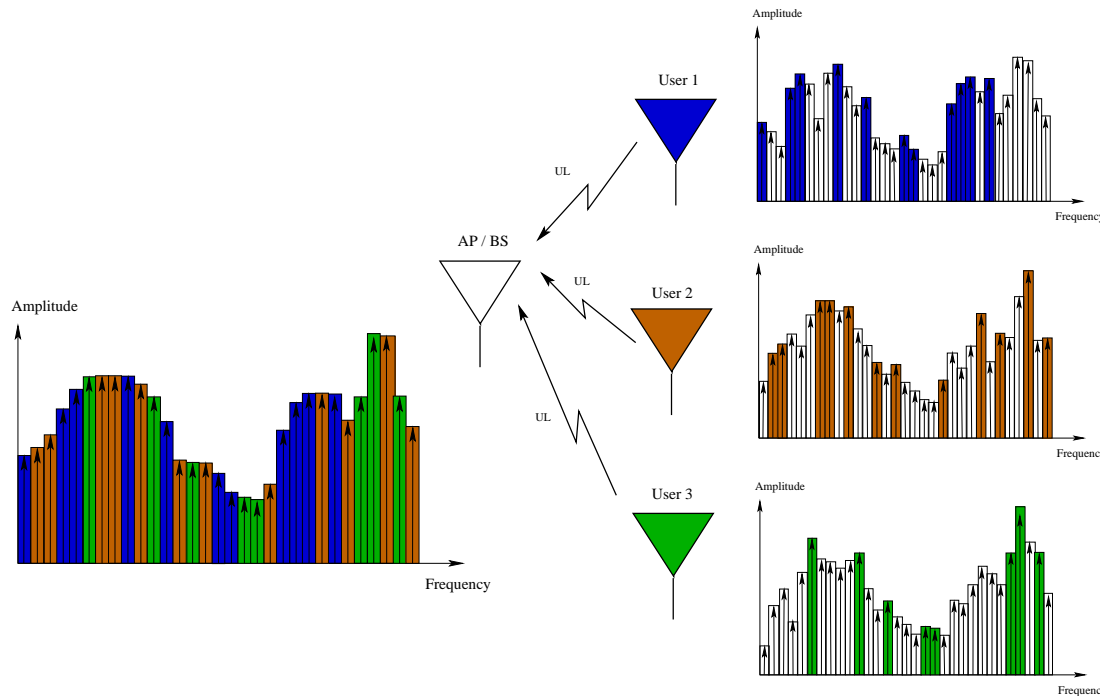 Amplitude
User 1
Frequency
UL
AP / BS
Amplitude
User 2
UL
Frequency
Amplitude
UL
User 3
Amplitude
Frequency
Frequency